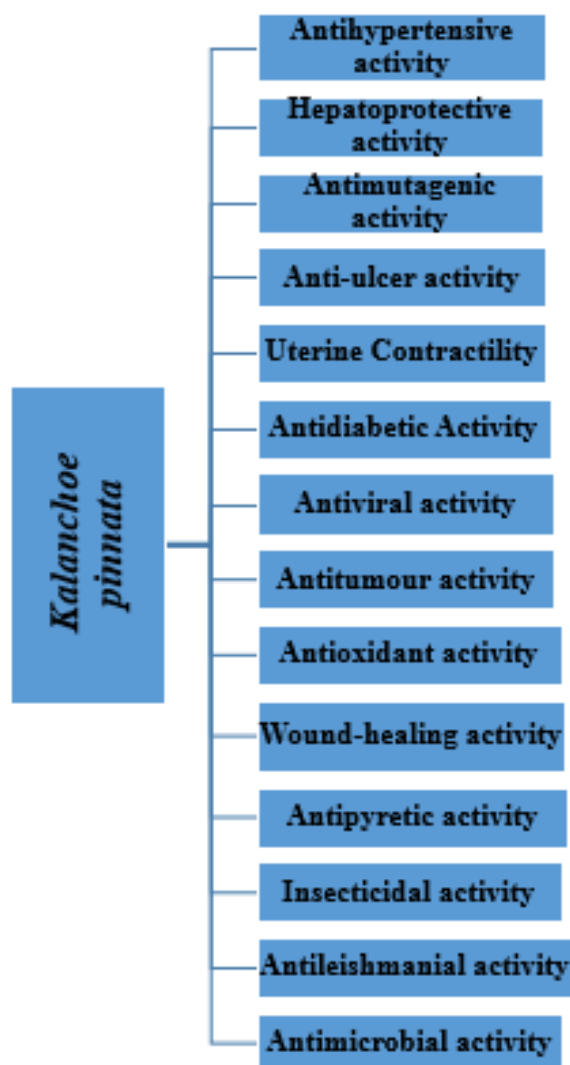 Kalanchoe
pinnata
Antihypertensive
activity
Hepatoprotective
activity
Antimutagenic
activity
Anti-ulcer activity
Uterine Contractility
Antidiabetic Activity
Antiviral activity
Antitumour activity
Antioxidant activity
Wound-healing activity
Antipyretic activity
Insecticidal activity
Antileishmanial activity
Antimicrobial activity